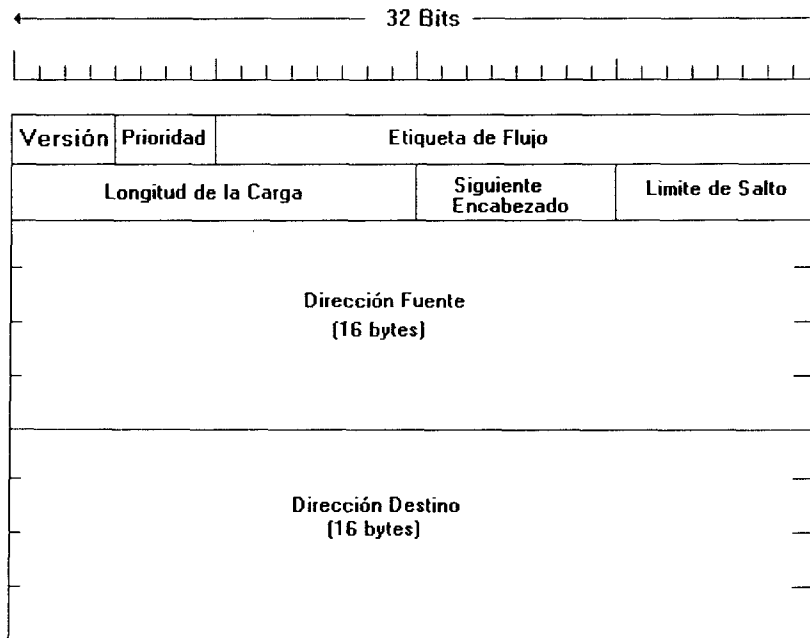 32 Bits
Versión Prioridad Etiqueta de Flujo
Longitud de la Carga Siguiente Encabezado Limite de Salto
Dirección Fuente
(16 bytes)
Dirección Destino
(16 bytes)